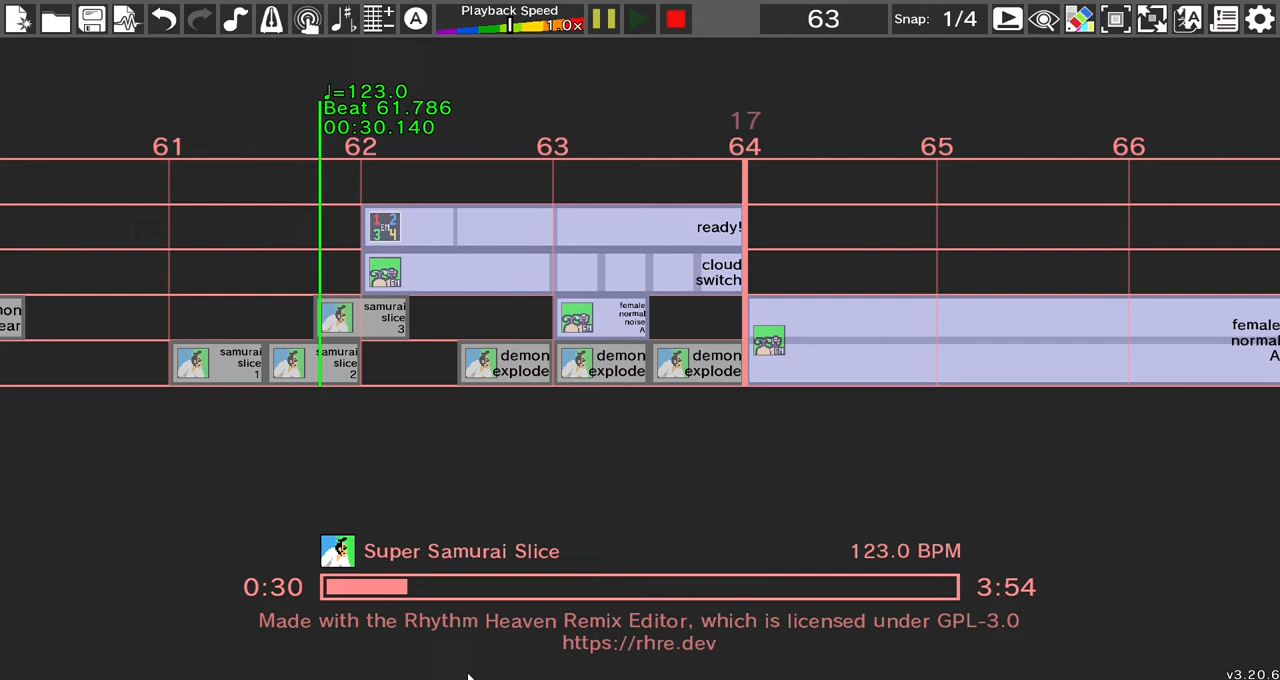 Playback Speed
1.0×
63
Snap: 1/4
♩=123.0
Beat 61.786
00:30.140
17
61
62
63
64
65
66
ready!
cloud
switch
samurai
slice
3
female
normal
noise
A
female
normal
A
samurai
slice
1
samurai
slice
2
demon
explode
demon
explode
demon
explode
Super Samurai Slice
123.0 BPM
0:30
3:54
Made with the Rhythm Heaven Remix Editor, which is licensed under GPL-3.0
https://rhre.dev
v3.20.6